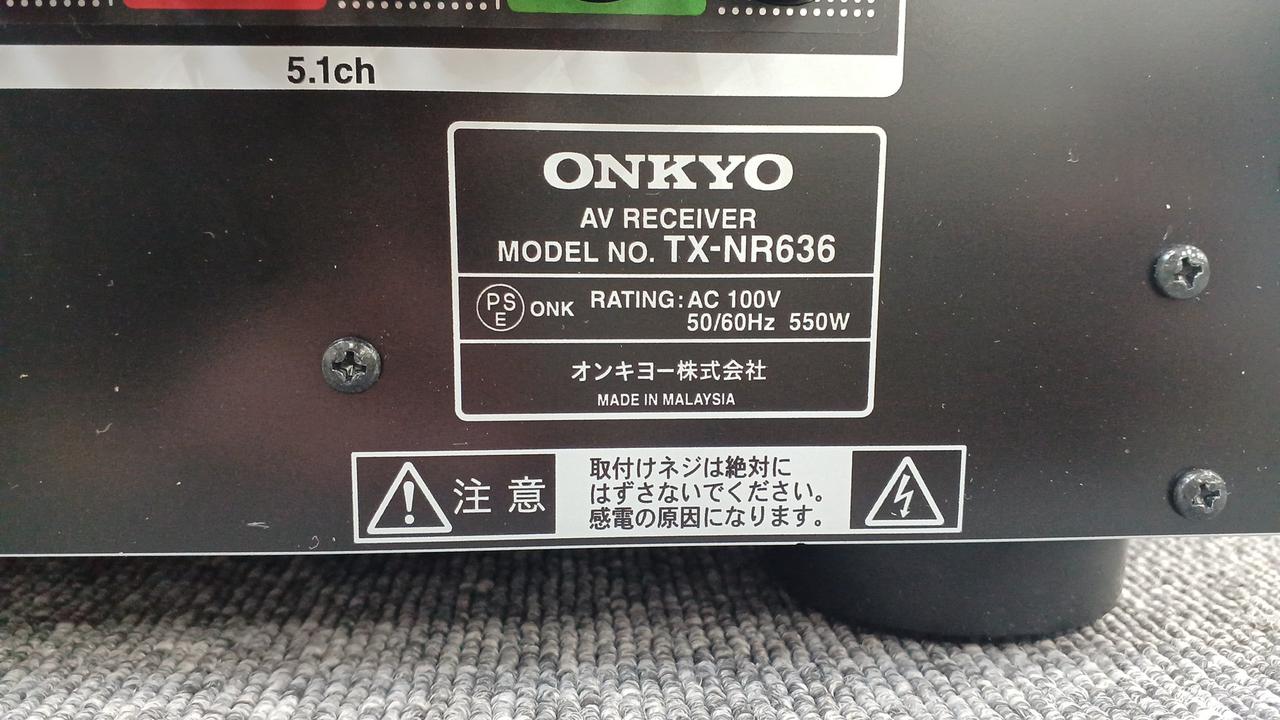 5.1ch
ONKYO
AV RECEIVER
MODEL NO. TX-NR636
PSE ONK RATING: AC 100V
50/60Hz 550W
オンキヨー株式会社
MADE IN MALAYSIA
注意
取付けネジは絶対に
はずさないでください。
感電の原因になります。